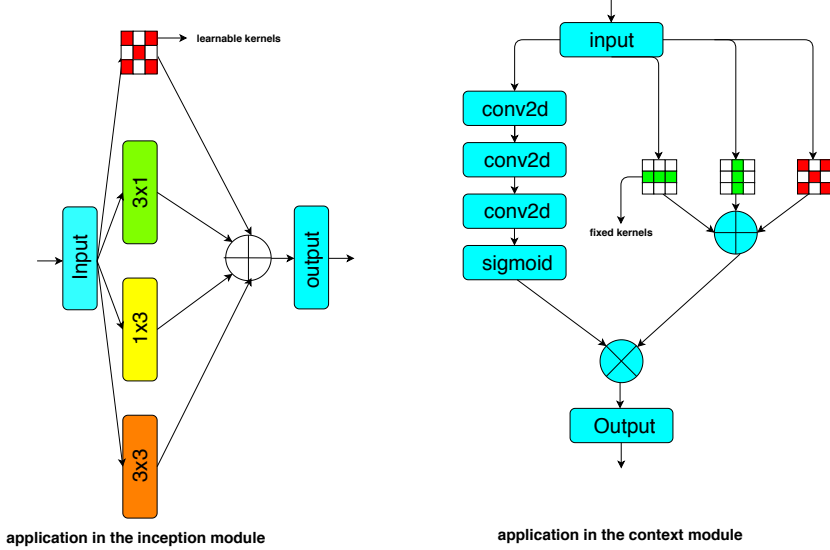 learnable kernels
3x1
Input
1x3
3x3
output
application in the inception module
input
conv2d
conv2d
conv2d
sigmoid
fixed kernels
Output
application in the context module